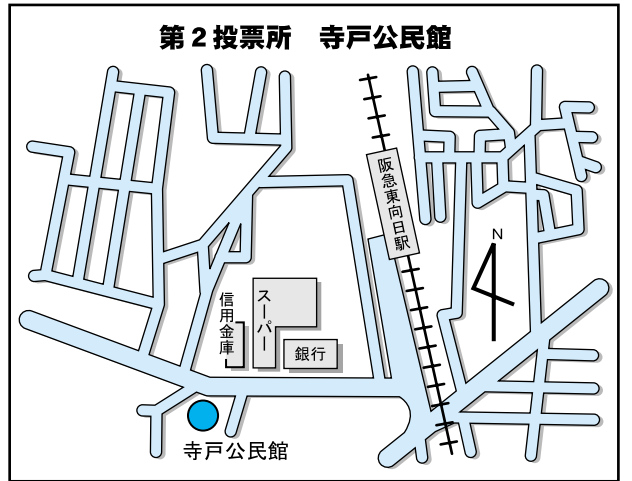 第2投票所　寺戸公民館
阪急東向日駅
N
信用金庫
スーパー
銀行
寺戸公民館